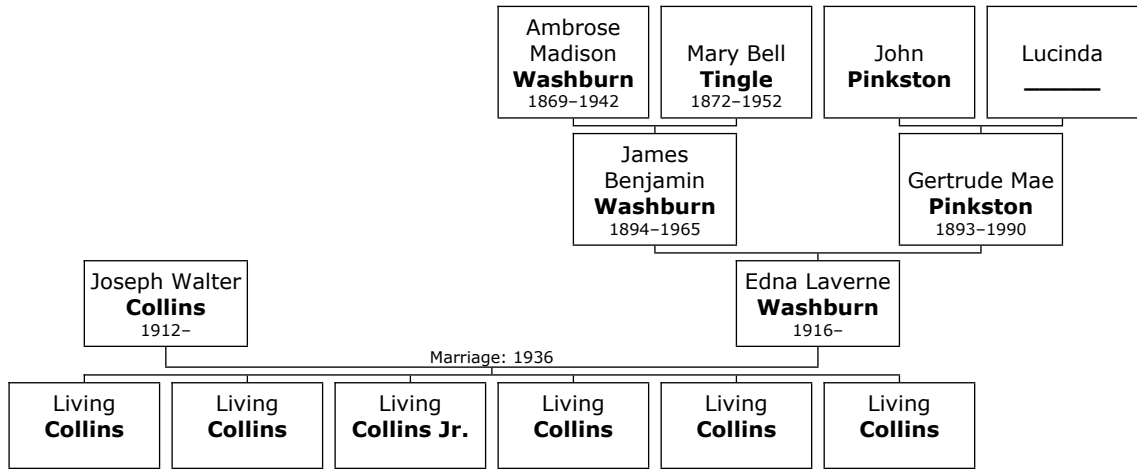 Ambrose
Madison
Washburn
1869–1942
Mary Bell
Tingle
1872–1952
John
Pinkston
Lucinda
______
James
Benjamin
Washburn
1894–1965
Gertrude Mae
Pinkston
1893–1990
Joseph Walter
Collins
1912–
Edna Laverne
Washburn
1916–
Marriage: 1936
Living
Collins
Living
Collins
Living
Collins Jr.
Living
Collins
Living
Collins
Living
Collins